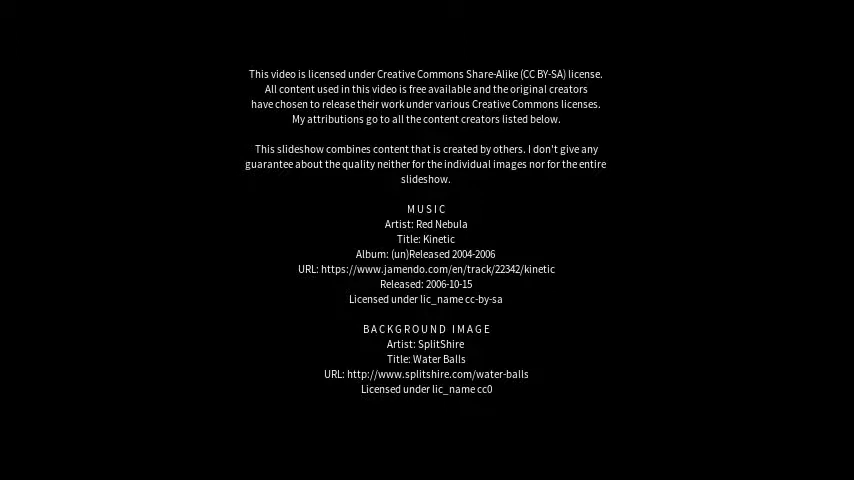 This video is licensed under Creative Commons Share-Alike (CC BY-SA) license.
All content used in this video is free available and the original creators
have chosen to release their work under various Creative Commons licenses.
My attributions go to all the content creators listed below.
This slideshow combines content that is created by others. I don't give any
guarantee about the quality neither for the individual images nor for the entire
slideshow.
MUSIC
Artist: Red Nebula
Title: Kinetic
Album: (un)Released 2004-2006
URL: https://www.jamendo.com/en/track/22342/kinetic
Released: 2006-10-15
Licensed under lic_name cc-by-sa
BACKGROUND IMAGE
Artist: SplitShire
Title: Water Balls
URL: http://www.splitshire.com/water-balls
Licensed under lic_name cc0